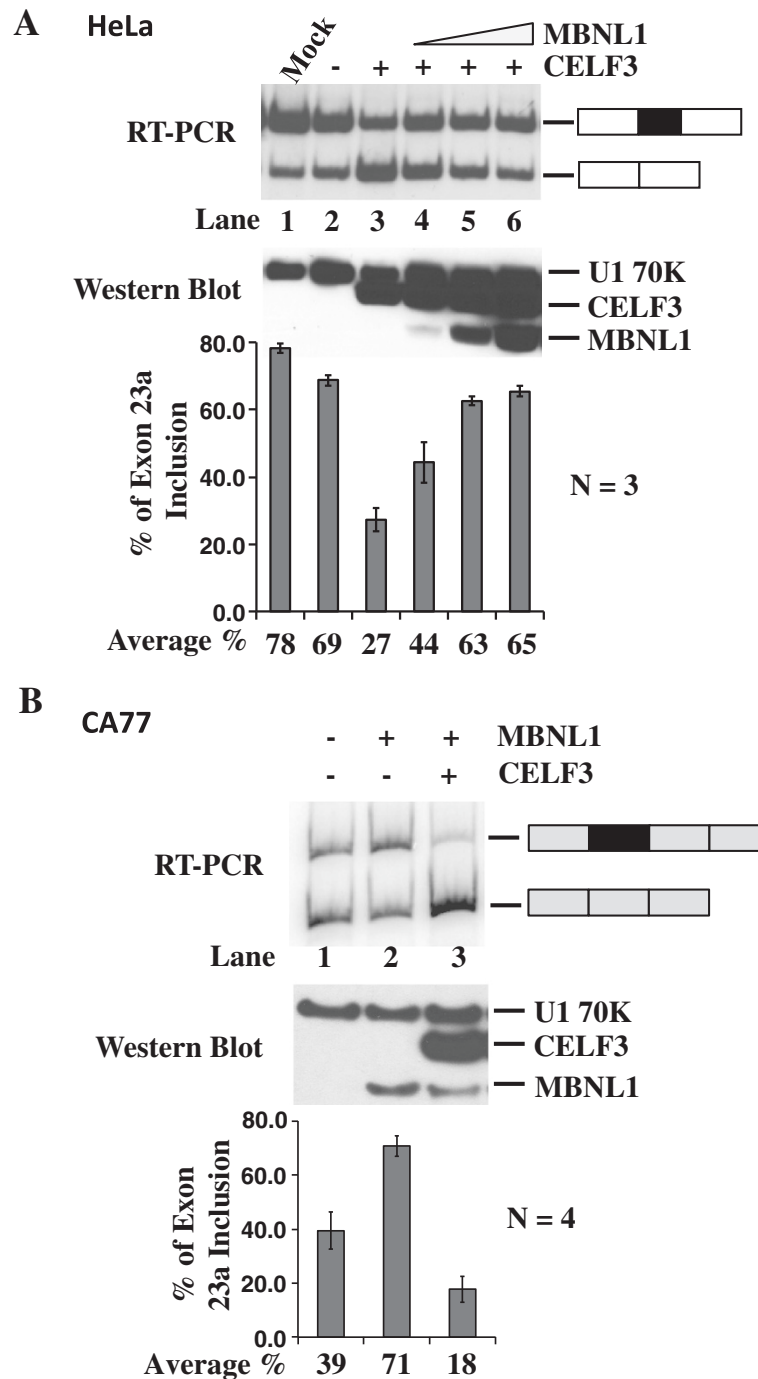 A HeLa
Mock - + + + + MBNL1
CELF3
RT-PCR
Lane 1 2 3 4 5 6
Western Blot
U1 70K
CELF3
MBNL1
% of Exon 23a
Inclusion
80.0
60.0
40.0
20.0
0.0
N = 3
Average % 78 69 27 44 63 65
B CA77
- + + MBNL1
- - + CELF3
RT-PCR
Lane 1 2 3
Western Blot
U1 70K
CELF3
MBNL1
% of Exon
23a Inclusion
80.0
60.0
40.0
20.0
0.0
N = 4
Average % 39 71 18